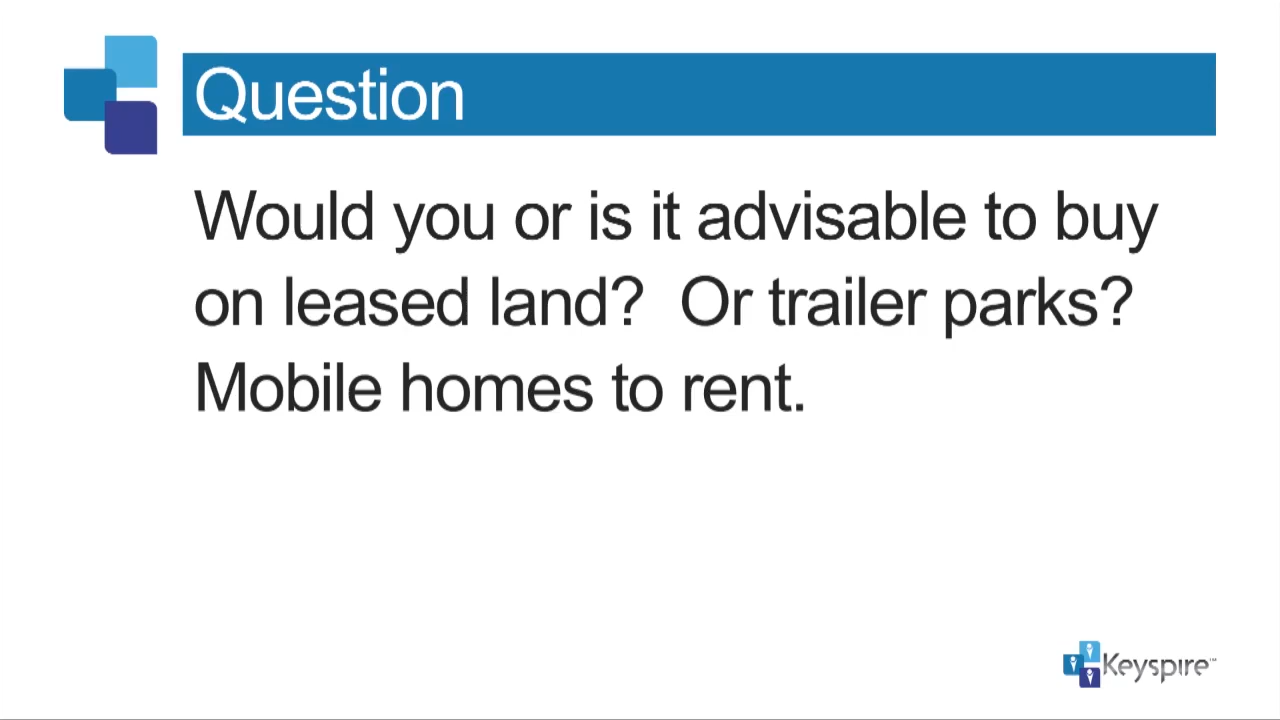 Question
Would you or is it advisable to buy
on leased land?  Or trailer parks?
Mobile homes to rent.
Keyspire™